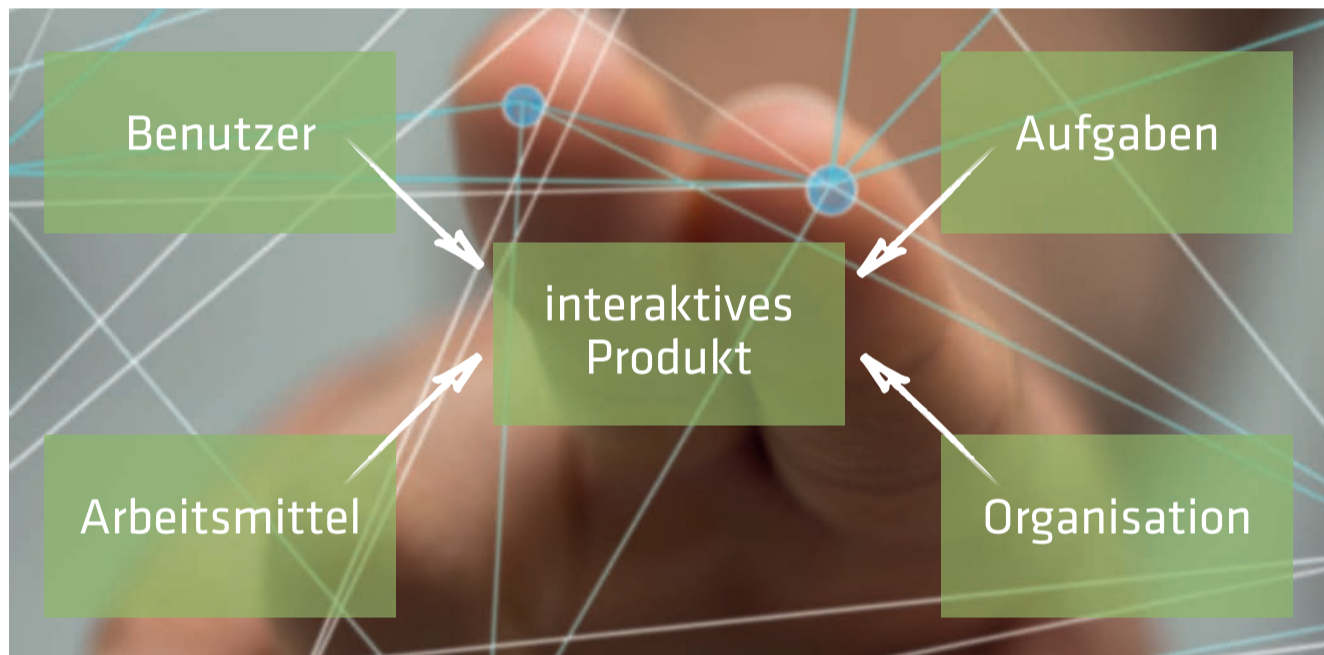 Benutzer
Aufgaben
interaktives
Produkt
Arbeitsmittel
Organisation